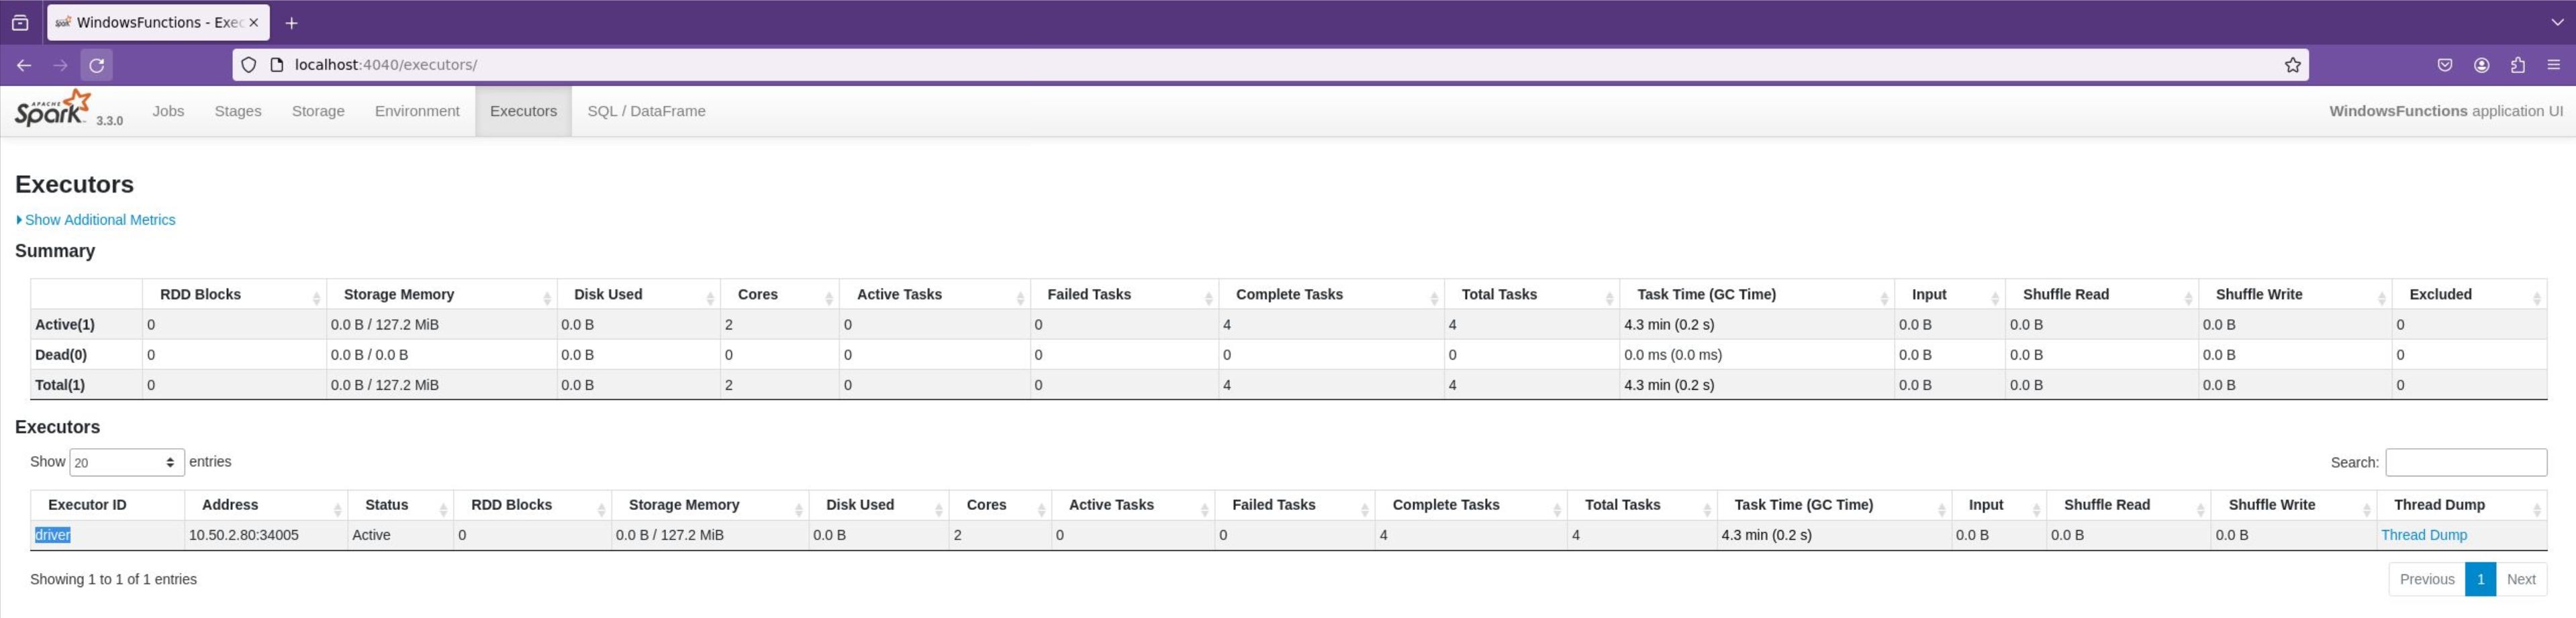 WindowsFunctions - Exec
localhost:4040/executors/
APACHE Spark 3.3.0 Jobs Stages Storage Environment Executors SQL / DataFrame WindowsFunctions application UI
Executors
Show Additional Metrics
Summary
RDD Blocks Storage Memory Disk Used Cores Active Tasks Failed Tasks Complete Tasks Total Tasks Task Time (GC Time) Input Shuffle Read Shuffle Write Excluded
Active(1) 0 0.0 B / 127.2 MiB 0.0 B 2 0 0 4 4 4.3 min (0.2 s) 0.0 B 0.0 B 0.0 B 0
Dead(0) 0 0.0 B / 0.0 B 0.0 B 0 0 0 0 0 0.0 ms (0.0 ms) 0.0 B 0.0 B 0.0 B 0
Total(1) 0 0.0 B / 127.2 MiB 0.0 B 2 0 0 4 4 4.3 min (0.2 s) 0.0 B 0.0 B 0.0 B 0
Executors
Show 20 entries Search:
Executor ID Address Status RDD Blocks Storage Memory Disk Used Cores Active Tasks Failed Tasks Complete Tasks Total Tasks Task Time (GC Time) Input Shuffle Read Shuffle Write Thread Dump
driver 10.50.2.80:34005 Active 0 0.0 B / 127.2 MiB 0.0 B 2 0 0 4 4 4.3 min (0.2 s) 0.0 B 0.0 B 0.0 B Thread Dump
Showing 1 to 1 of 1 entries Previous 1 Next